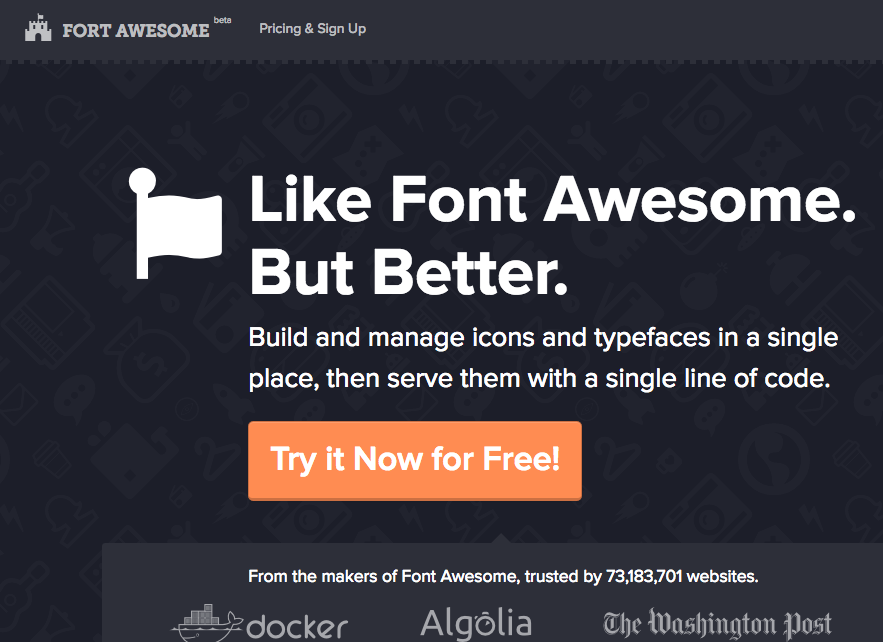 FORT AWESOME beta Pricing & Sign Up
Like Font Awesome.
But Better.
Build and manage icons and typefaces in a single
place, then serve them with a single line of code.
Try it Now for Free!
From the makers of Font Awesome, trusted by 73,183,701 websites.
docker Algolia The Washington Post